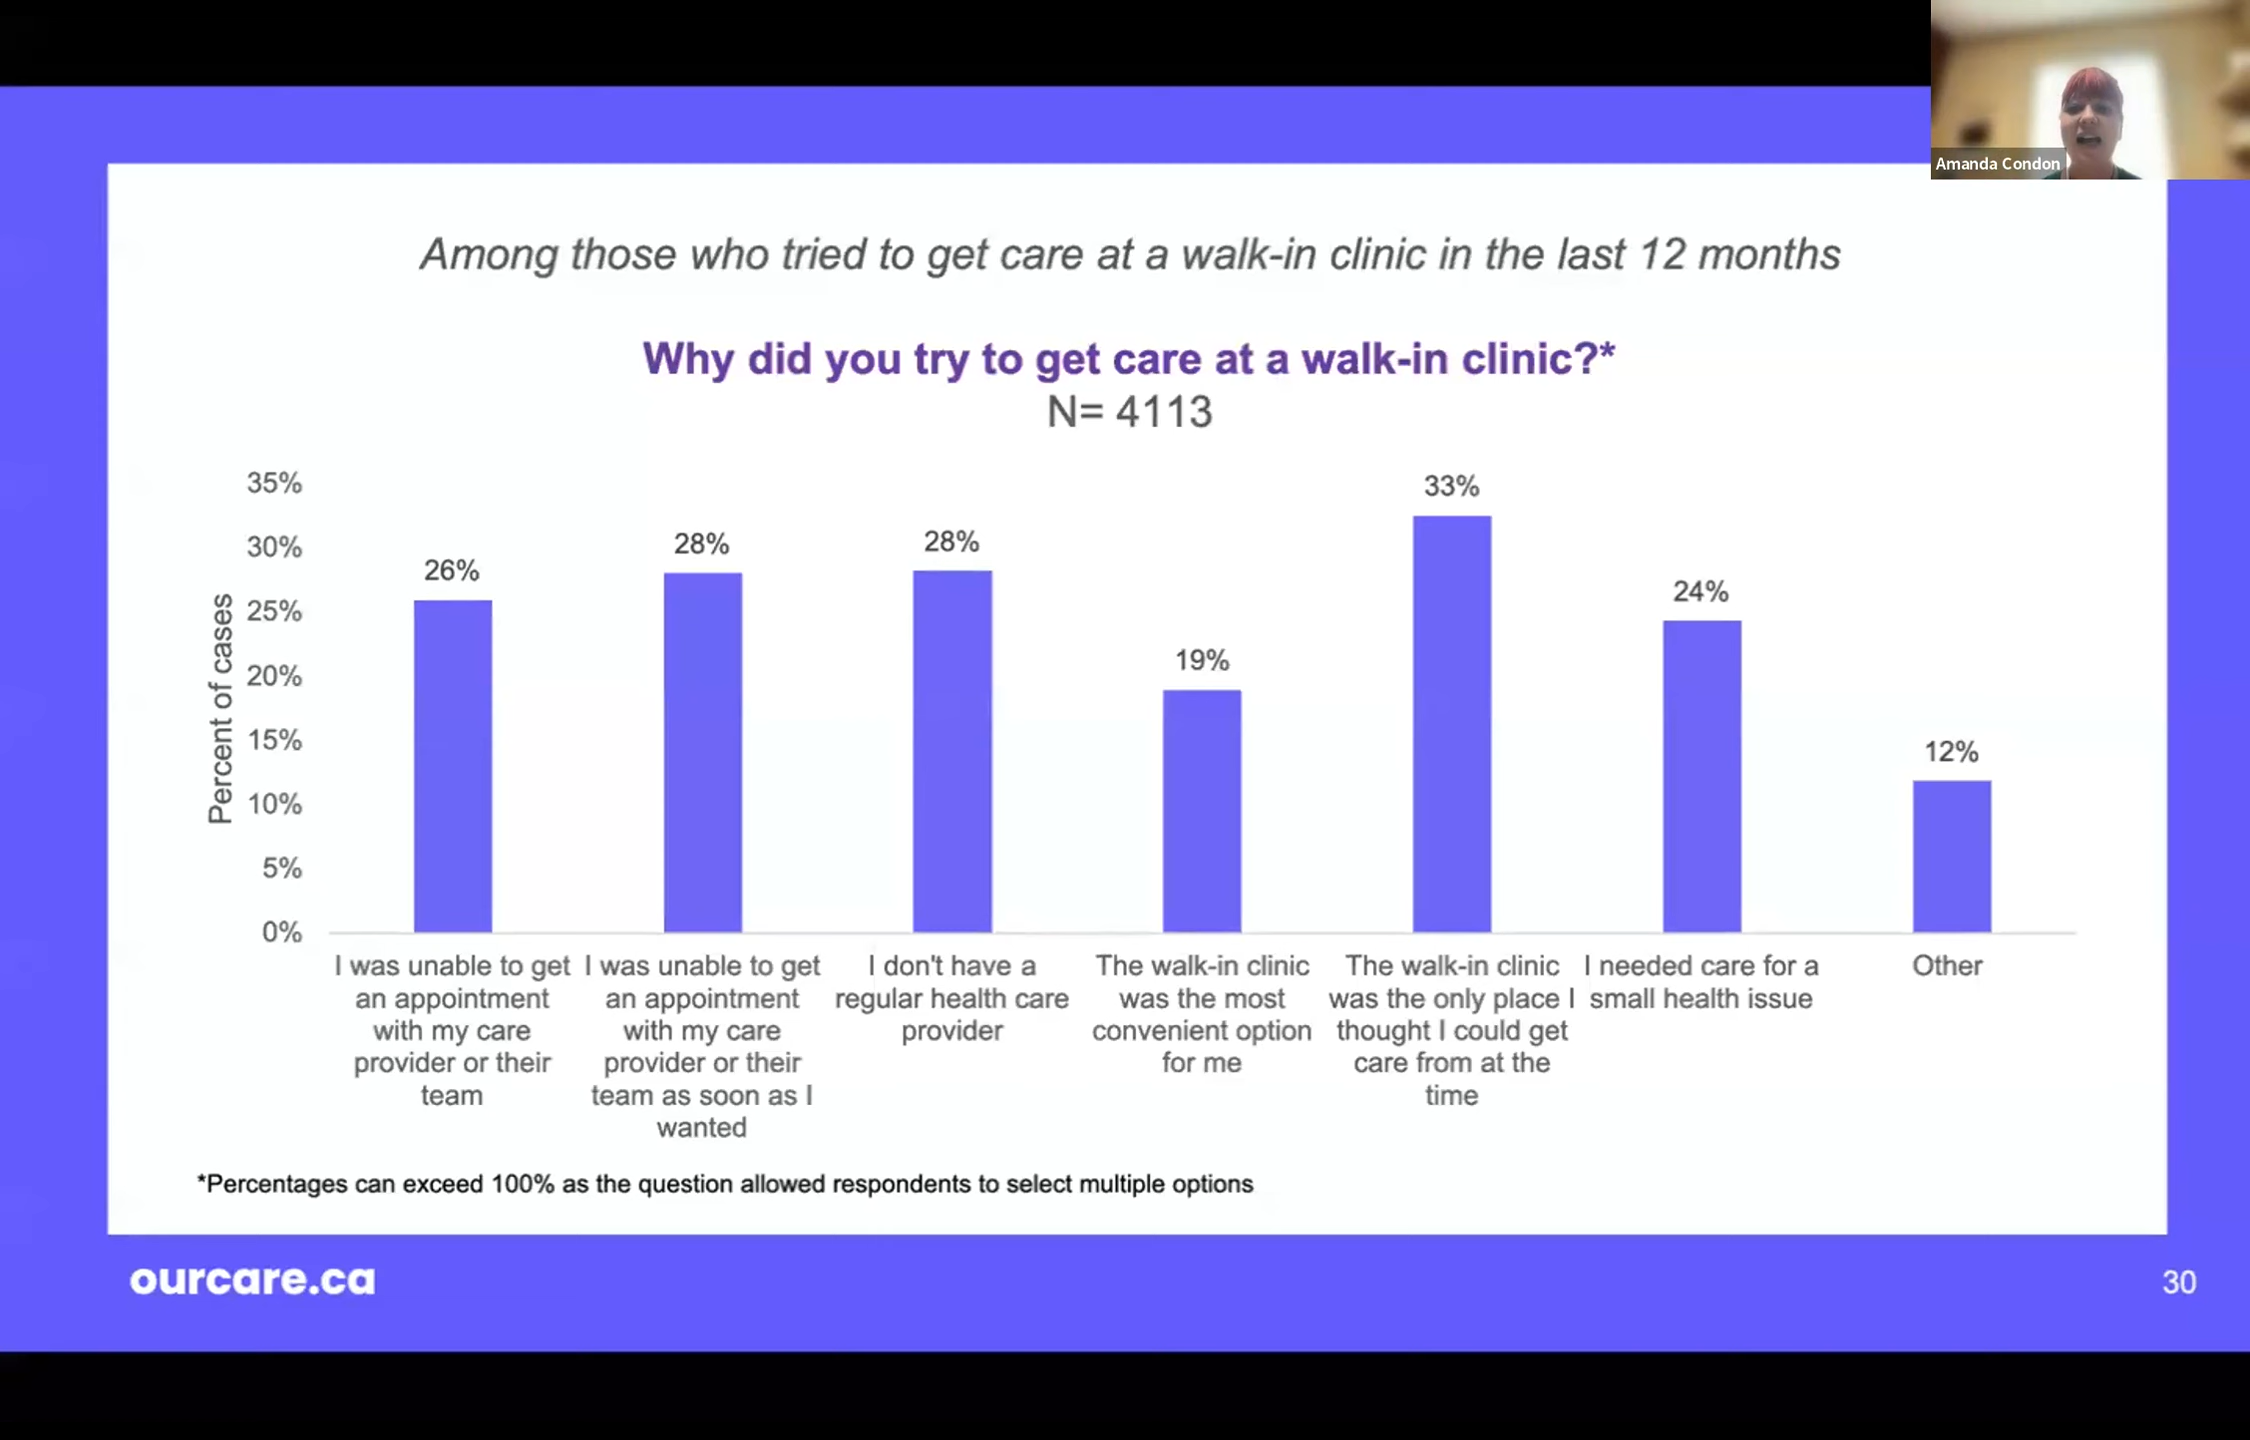 Amanda Condon
Among those who tried to get care at a walk-in clinic in the last 12 months
Why did you try to get care at a walk-in clinic?*
N= 4113
Percent of cases
35%
30%
25%
20%
15%
10%
5%
0%
26%
28%
28%
19%
33%
24%
12%
I was unable to get
an appointment
with my care
provider or their
team
I was unable to get
an appointment
with my care
provider or their
team as soon as I
wanted
I don't have a
regular health care
provider
The walk-in clinic
was the most
convenient option
for me
The walk-in clinic
was the only place I
thought I could get
care from at the
time
I needed care for a
small health issue
Other
*Percentages can exceed 100% as the question allowed respondents to select multiple options
ourcare.ca
30